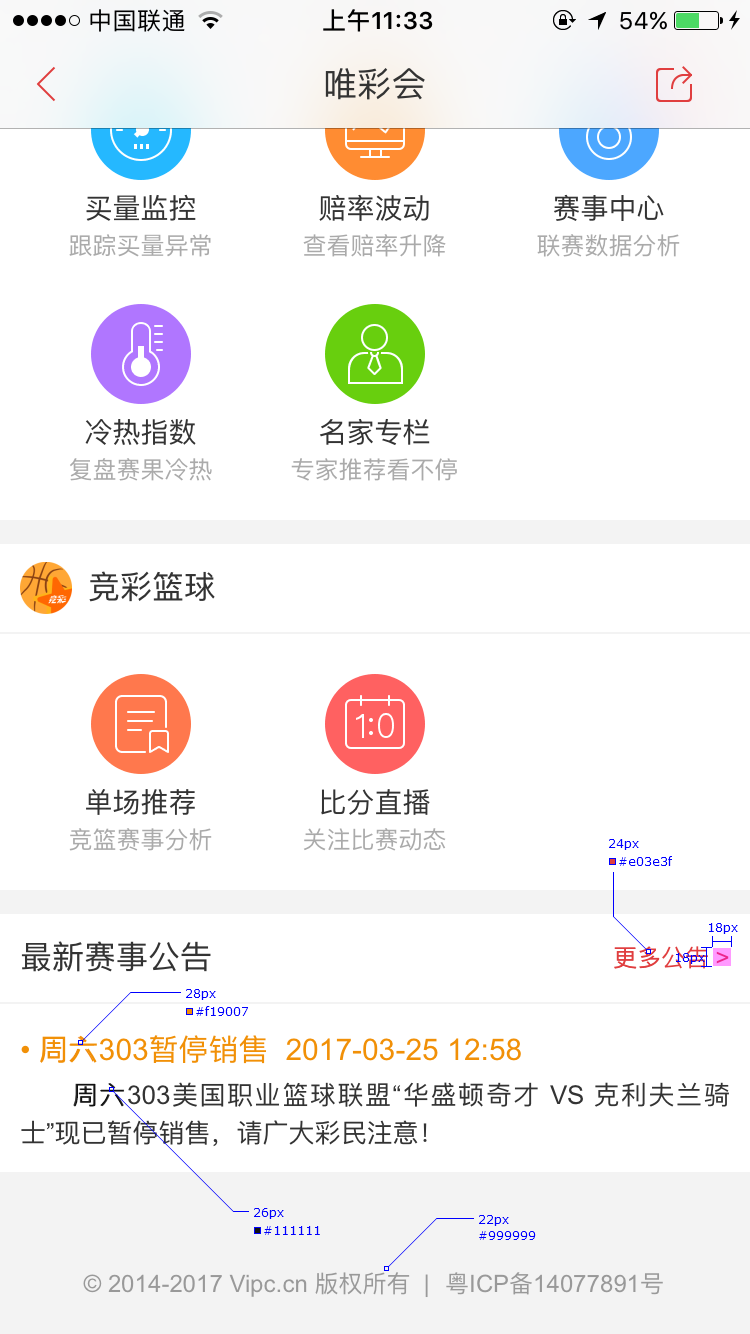 中国联通 上午11:33 54%
唯彩会
买量监控 赔率波动 赛事中心
跟踪买量异常 查看赔率升降 联赛数据分析
冷热指数 名家专栏
复盘赛果冷热 专家推荐看不停
竞彩
竞彩篮球
1:0
单场推荐 比分直播
竞篮赛事分析 关注比赛动态
24px
#e03e3f
18px
最新赛事公告 更多公告 18px >
28px
#f19007
• 周六303暂停销售 2017-03-25 12:58
周六303美国职业篮球联盟“华盛顿奇才 VS 克利夫兰骑
士”现已暂停销售，请广大彩民注意！
26px
#111111
22px
#999999
© 2014-2017 Vipc.cn 版权所有 | 粤ICP备14077891号